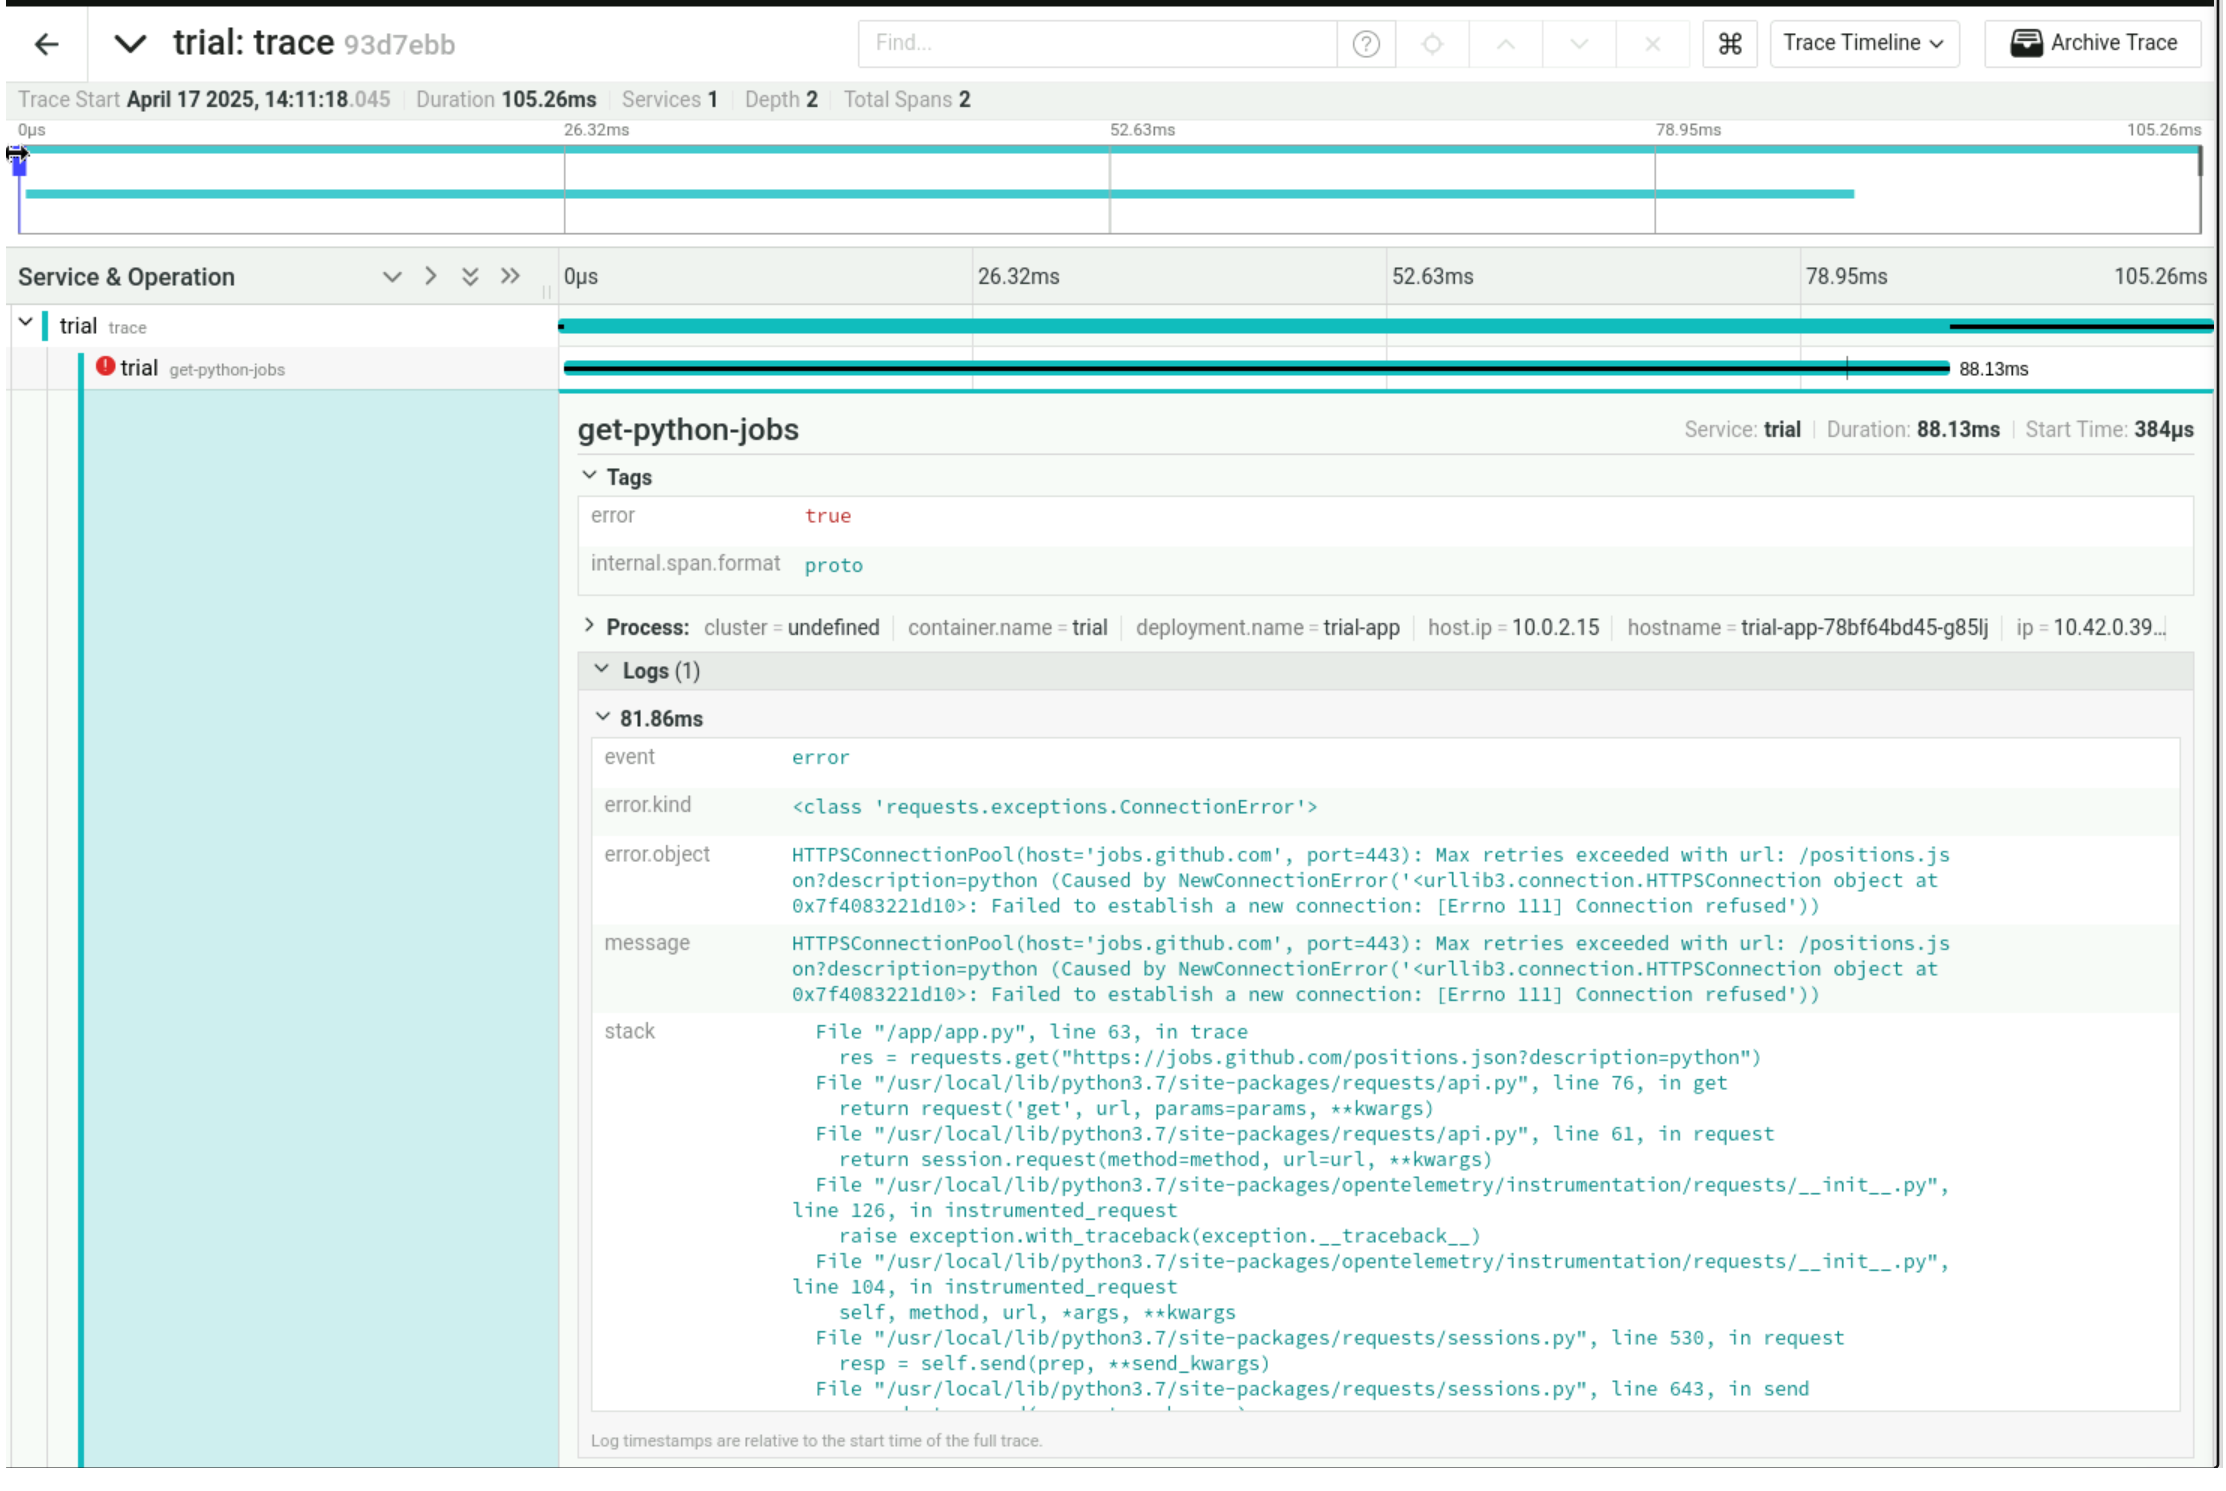 trial: trace 93d7ebb
Find...
Trace Timeline
Archive Trace
Trace Start April 17 2025, 14:11:18.045 Duration 105.26ms Services 1 Depth 2 Total Spans 2
0μs 26.32ms 52.63ms 78.95ms 105.26ms
Service & Operation 0μs 26.32ms 52.63ms 78.95ms 105.26ms
trial trace
trial get-python-jobs 88.13ms
get-python-jobs Service: trial Duration: 88.13ms Start Time: 384μs
Tags
error true
internal.span.format proto
Process: cluster = undefined container.name = trial deployment.name = trial-app host.ip = 10.0.2.15 hostname = trial-app-78bf64bd45-g85lj ip = 10.42.0.39...
Logs (1)
81.86ms
event error
error.kind <class 'requests.exceptions.ConnectionError'>
error.object HTTPSConnectionPool(host='jobs.github.com', port=443): Max retries exceeded with url: /positions.js
on?description=python (Caused by NewConnectionError('<urllib3.connection.HTTPSConnection object at
0x7f4083221d10>: Failed to establish a new connection: [Errno 111] Connection refused'))
message HTTPSConnectionPool(host='jobs.github.com', port=443): Max retries exceeded with url: /positions.js
on?description=python (Caused by NewConnectionError('<urllib3.connection.HTTPSConnection object at
0x7f4083221d10>: Failed to establish a new connection: [Errno 111] Connection refused'))
stack File "/app/app.py", line 63, in trace
res = requests.get("https://jobs.github.com/positions.json?description=python")
File "/usr/local/lib/python3.7/site-packages/requests/api.py", line 76, in get
return request('get', url, params=params, **kwargs)
File "/usr/local/lib/python3.7/site-packages/requests/api.py", line 61, in request
return session.request(method=method, url=url, **kwargs)
File "/usr/local/lib/python3.7/site-packages/opentelemetry/instrumentation/requests/__init__.py",
line 126, in instrumented_request
raise exception.with_traceback(exception.__traceback__)
File "/usr/local/lib/python3.7/site-packages/opentelemetry/instrumentation/requests/__init__.py",
line 104, in instrumented_request
self, method, url, *args, **kwargs
File "/usr/local/lib/python3.7/site-packages/requests/sessions.py", line 530, in request
resp = self.send(prep, **send_kwargs)
File "/usr/local/lib/python3.7/site-packages/requests/sessions.py", line 643, in send
Log timestamps are relative to the start time of the full trace.